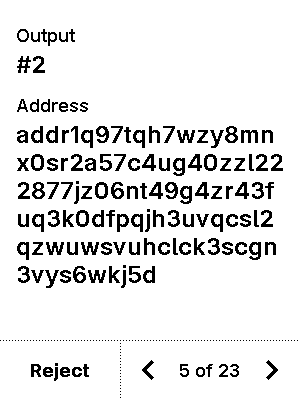 Output
#2
Address
addr1q97tqh7wzy8mn
x0sr2a57c4ug40zzl22
2877jz06nt49g4zr43f
uq3k0dfpqjh3uvqcsl2
qzwuwsvuhclck3scgn
3vys6wkj5d
Reject
5 of 23